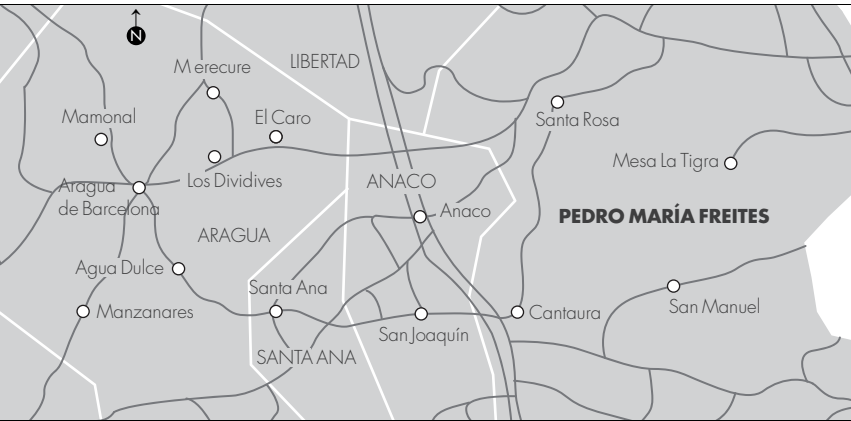 N
Merecure
LIBERTAD
Mamonal
El Caro
Santa Rosa
Mesa La Tigra
Aragua
de Barcelona
Los Dividives
ANACO
Anaco
PEDRO MARÍA FREITES
ARAGUA
Agua Dulce
Santa Ana
Manzanares
San Joaquín
Cantaura
San Manuel
SANTA ANA